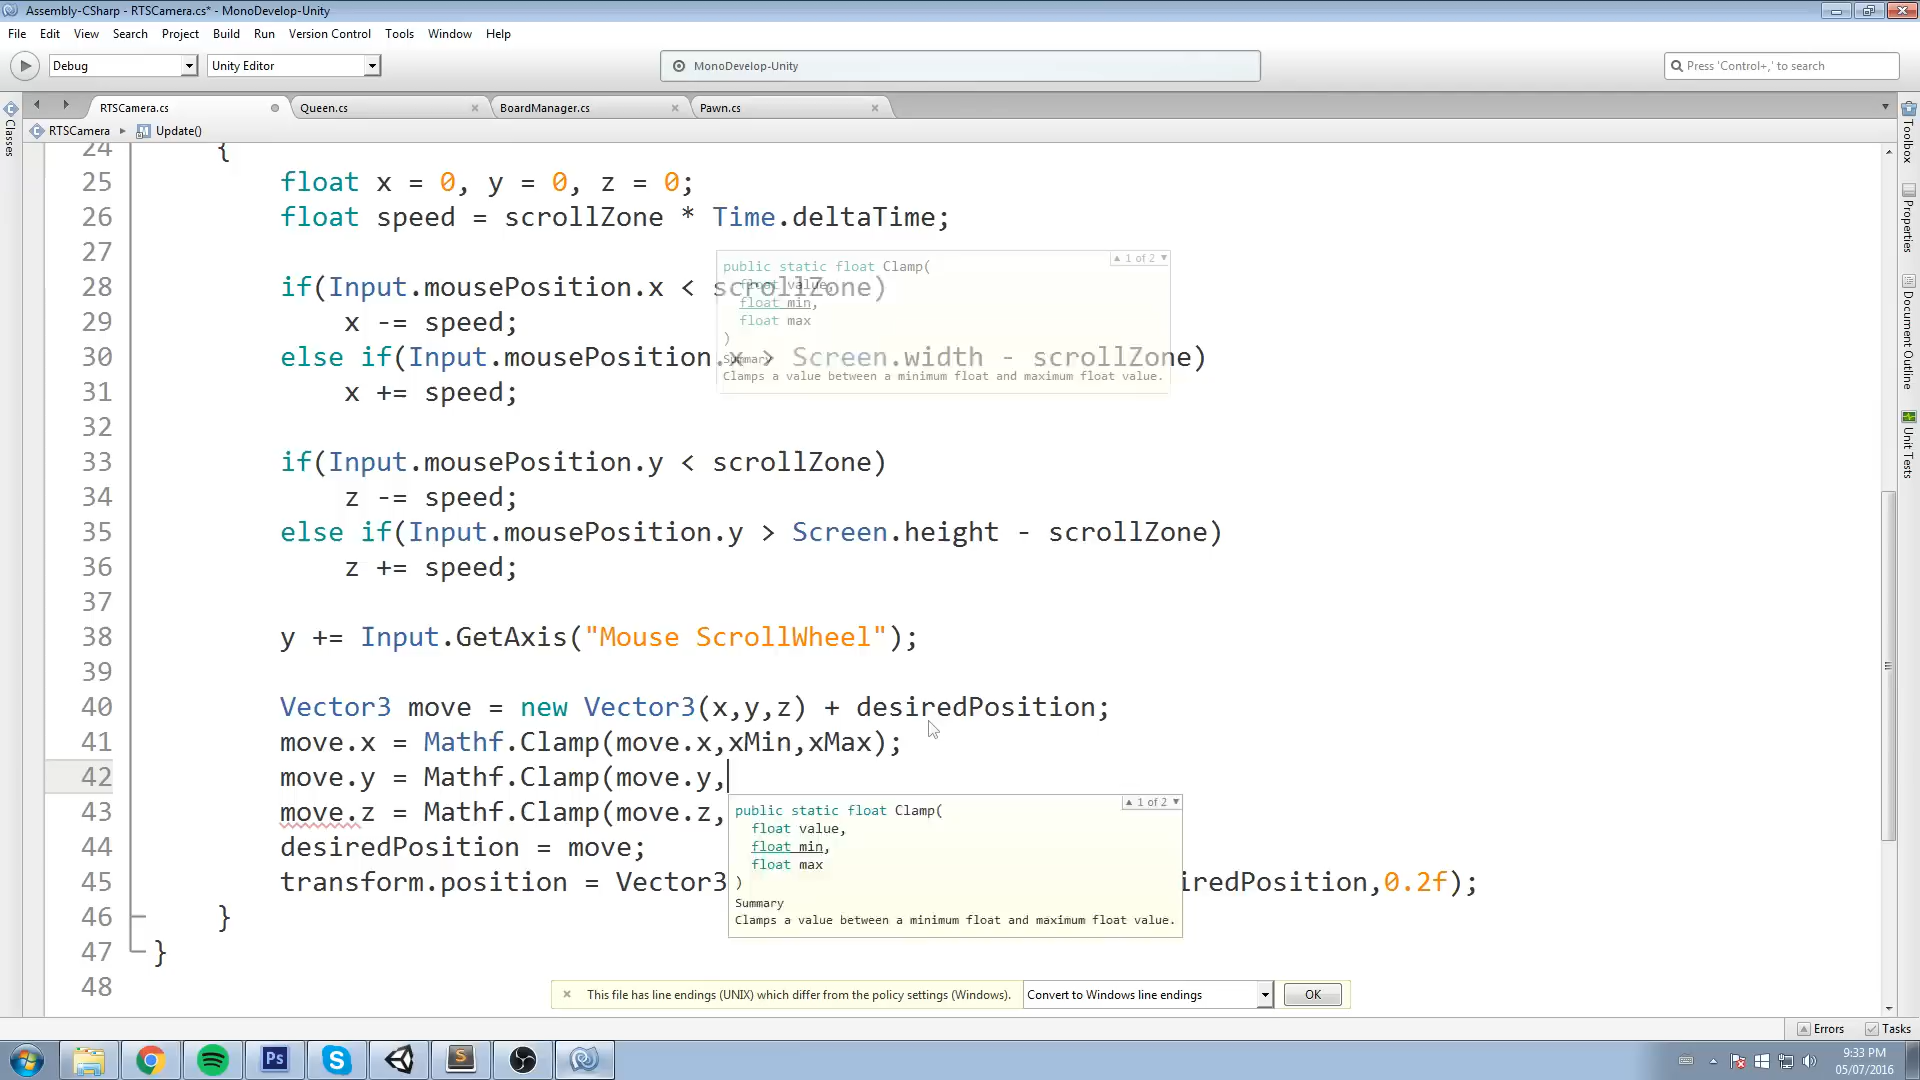 Assembly-CSharp - RTSCamera.cs* - MonoDevelop-Unity
File Edit View Search Project Build Run Version Control Tools Window Help
Debug
Unity Editor
MonoDevelop-Unity
Press 'Control+,' to search
RTSCamera.cs
Queen.cs
BoardManager.cs
Pawn.cs
RTSCamera
Update()
Classes
Toolbox
Properties
Document Outline
Unit Tests
24 {
25 float x = 0, y = 0, z = 0;
26 float speed = scrollZone * Time.deltaTime;
27
28 if(Input.mousePosition.x < scrollZone)
29 x -= speed;
30 else if(Input.mousePosition.x > Screen.width - scrollZone)
31 x += speed;
32
33 if(Input.mousePosition.y < scrollZone)
34 z -= speed;
35 else if(Input.mousePosition.y > Screen.height - scrollZone)
36 z += speed;
37
38 y += Input.GetAxis("Mouse ScrollWheel");
39
40 Vector3 move = new Vector3(x,y,z) + desiredPosition;
41 move.x = Mathf.Clamp(move.x,xMin,xMax);
42 move.y = Mathf.Clamp(move.y,
43 move.z = Mathf.Clamp(move.z,
44 desiredPosition = move;
45 transform.position = Vector3 iredPosition,0.2f);
46 }
47 }
48
public static float Clamp(
1 of 2
float value,
float min,
float max
)
Summary
Clamps a value between a minimum float and maximum float value.
public static float Clamp(
1 of 2
float value,
float min,
float max
)
Summary
Clamps a value between a minimum float and maximum float value.
This file has line endings (UNIX) which differ from the policy settings (Windows).
Convert to Windows line endings
OK
Errors
Tasks
Ps
9:33 PM
05/07/2016